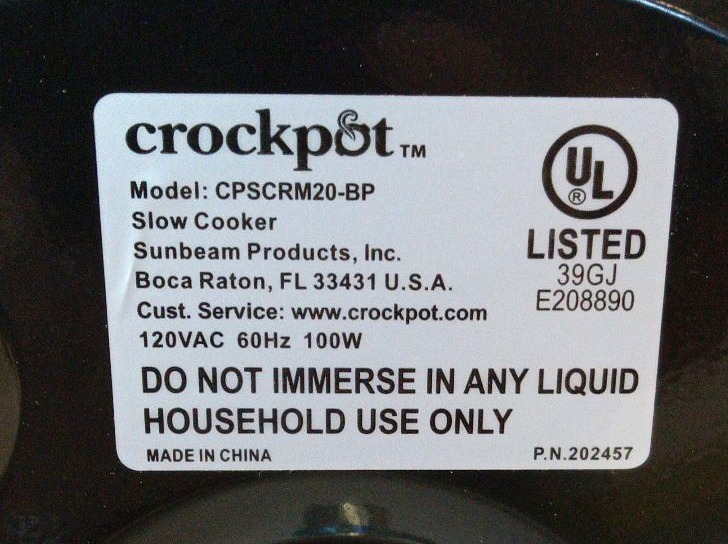 crockpot™
Model: CPSCRM20-BP
Slow Cooker
Sunbeam Products, Inc.
Boca Raton, FL 33431 U.S.A.
Cust. Service: www.crockpot.com
120VAC 60Hz 100W
UL®
LISTED
39GJ
E208890
DO NOT IMMERSE IN ANY LIQUID
HOUSEHOLD USE ONLY
MADE IN CHINA
P.N.202457